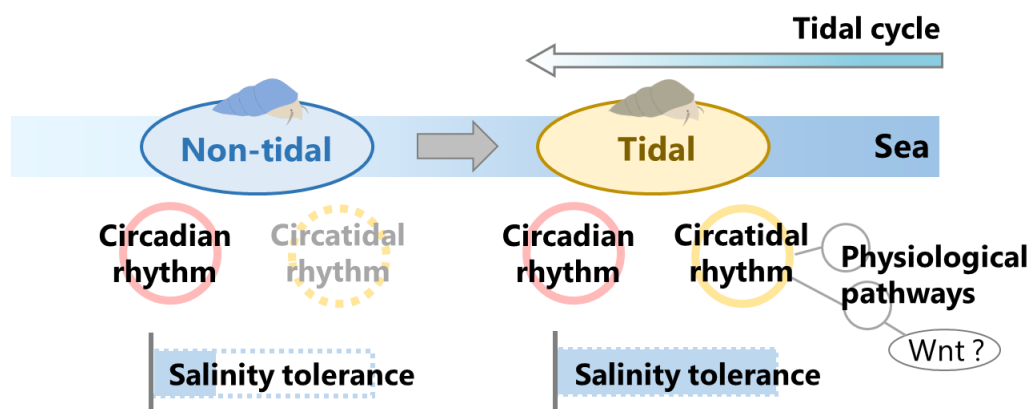 Tidal cycle
Non-tidal
Tidal
Sea
Circadian
rhythm
Circatidal
rhythm
Circadian
rhythm
Circatidal
rhythm
Physiological
pathways
Wnt ?
Salinity tolerance
Salinity tolerance